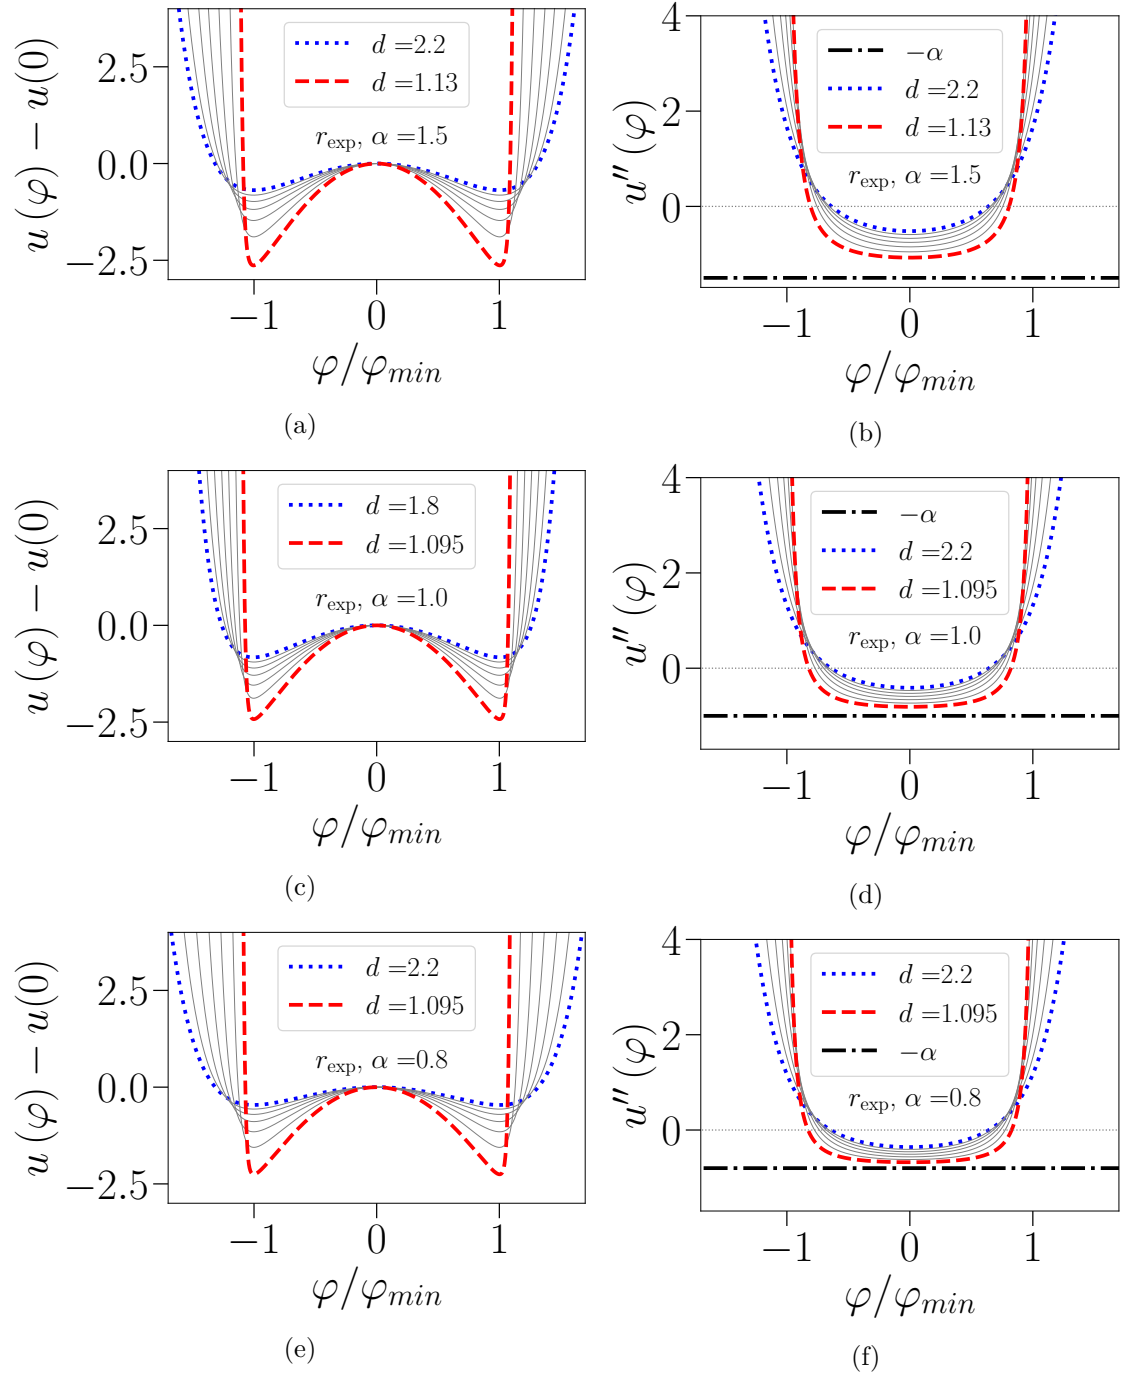 u(φ) − u(0)
2.5
0.0
−2.5
d =2.2
d =1.13
r_exp, α =1.5
−1 0 1
φ/φ_min
(a)
u''(φ)
4
2
0
−α
d =2.2
d =1.13
r_exp, α =1.5
−1 0 1
φ/φ_min
(b)
u(φ) − u(0)
2.5
0.0
−2.5
d =1.8
d =1.095
r_exp, α =1.0
−1 0 1
φ/φ_min
(c)
u''(φ)
4
2
0
−α
d =2.2
d =1.095
r_exp, α =1.0
−1 0 1
φ/φ_min
(d)
u(φ) − u(0)
2.5
0.0
−2.5
d =2.2
d =1.095
r_exp, α =0.8
−1 0 1
φ/φ_min
(e)
u''(φ)
4
2
0
d =2.2
d =1.095
−α
r_exp, α =0.8
−1 0 1
φ/φ_min
(f)